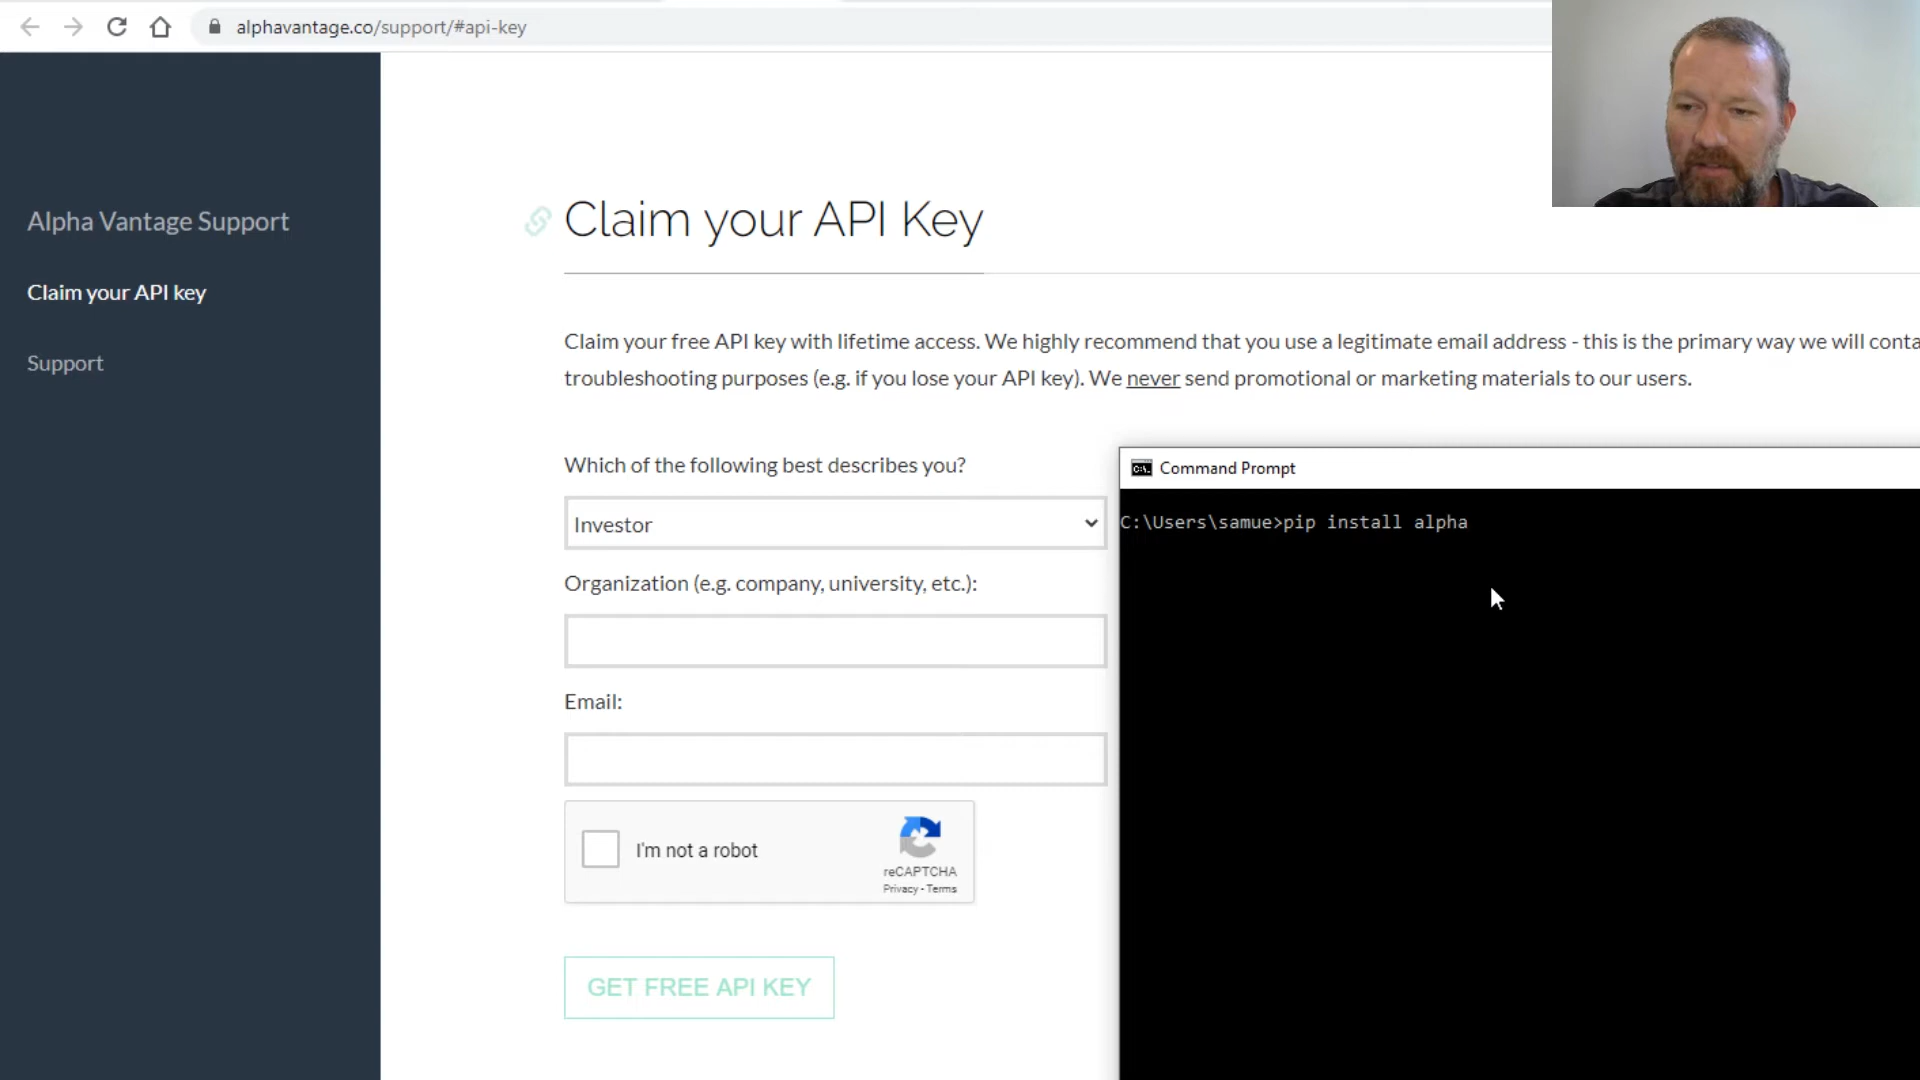 alphavantage.co/support/#api-key
Alpha Vantage Support
Claim your API key
Support
Claim your API Key
Claim your free API key with lifetime access. We highly recommend that you use a legitimate email address - this is the primary way we will conta
troubleshooting purposes (e.g. if you lose your API key). We never send promotional or marketing materials to our users.
Which of the following best describes you?
Investor
Organization (e.g. company, university, etc.):
Email:
I'm not a robot
reCAPTCHA
Privacy - Terms
GET FREE API KEY
Command Prompt
C:\Users\samue>pip install alpha